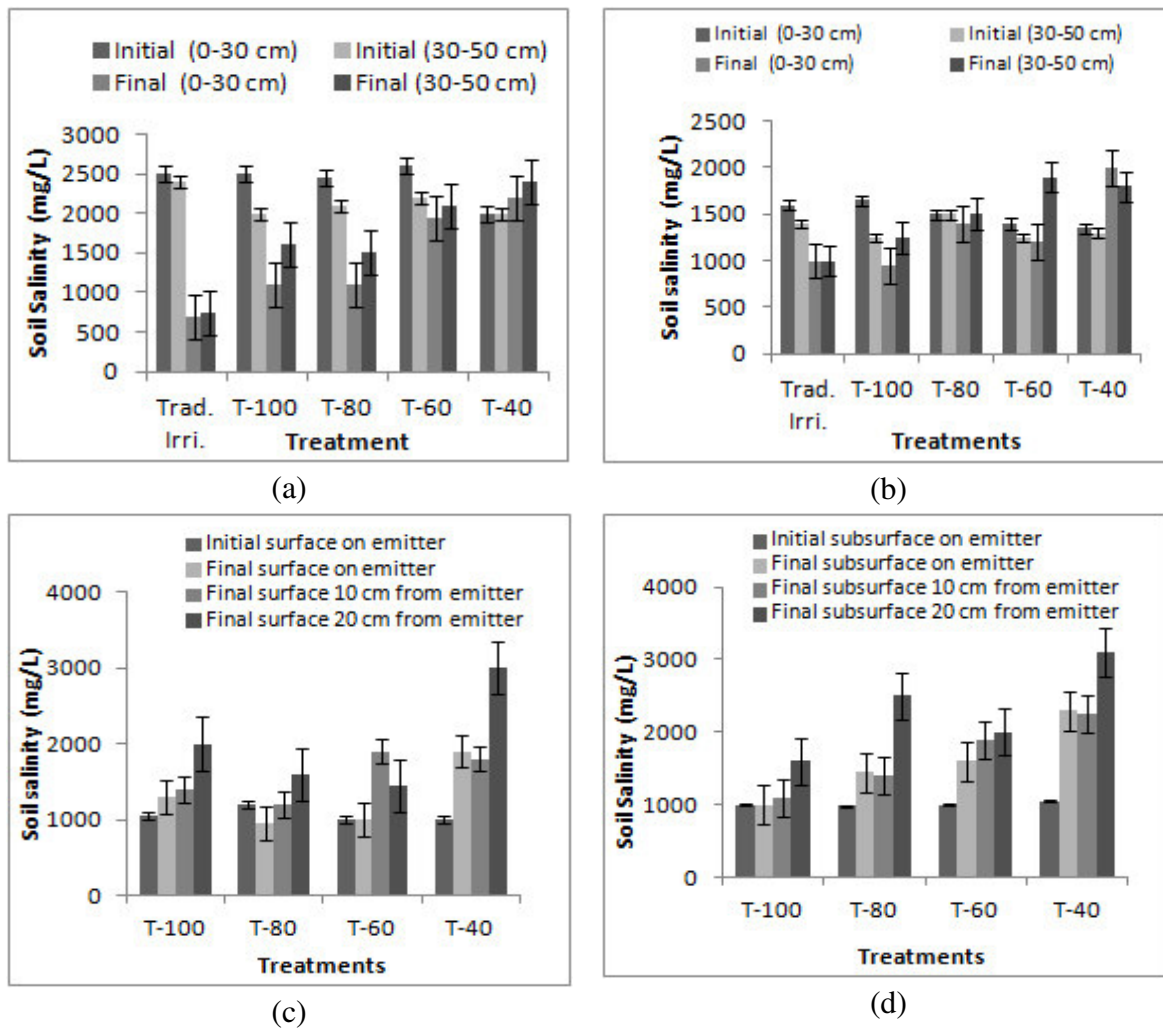 Initial (0-30 cm) Initial (30-50 cm)
Final (0-30 cm) Final (30-50 cm)
3000
2500
2000
1500
1000
500
0
Soil Salinity (mg/L)
Trad. Irri. T-100 T-80 T-60 T-40
Treatment
(a)
Initial (0-30 cm) Initial (30-50 cm)
Final (0-30 cm) Final (30-50 cm)
2500
2000
1500
1000
500
0
Soil salinity (mg/L)
Trad. Irri. T-100 T-80 T-60 T-40
Treatments
(b)
Initial surface on emitter
Final surface on emitter
Final surface 10 cm from emitter
Final surface 20 cm from emitter
4000
3000
2000
1000
0
Soil salinity (mg/L)
T-100 T-80 T-60 T-40
Treatments
(c)
Initial subsurface on emitter
Final subsurface on emitter
Final subsurface 10 cm from emitter
Final subsurface 20 cm from emitter
4000
3000
2000
1000
0
Soil Salinity (mg/L)
T-100 T-80 T-60 T-40
Treatments
(d)